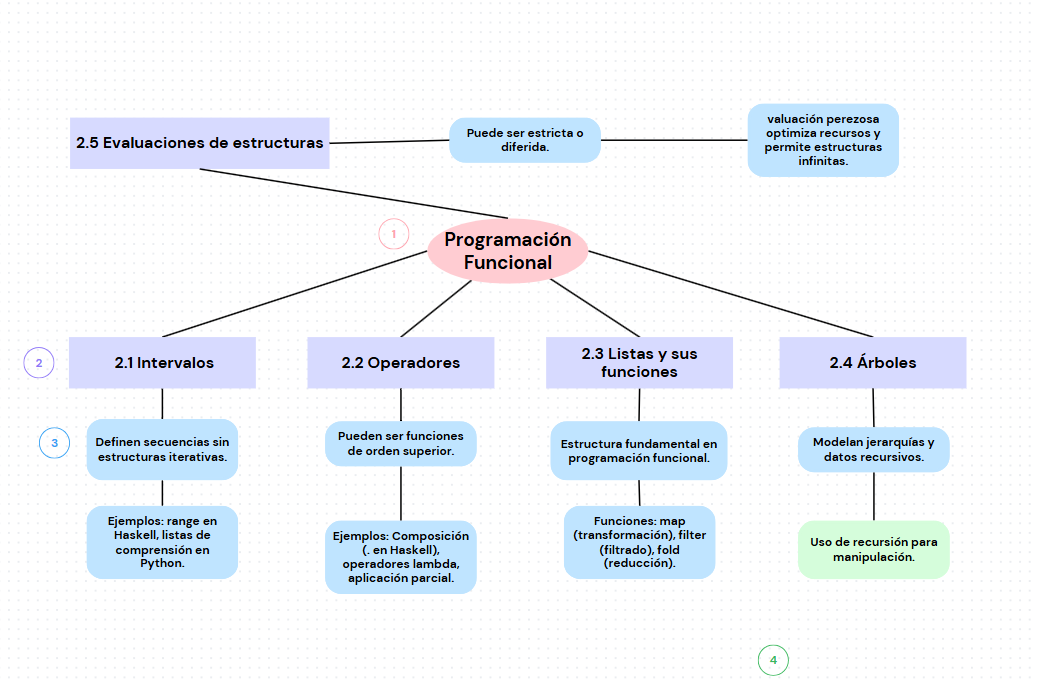 2.5 Evaluaciones de estructuras
Puede ser estricta o
diferida.
valuación perezosa
optimiza recursos y
permite estructuras
infinitas.
1
Programación
Funcional
2
2.1 Intervalos
2.2 Operadores
2.3 Listas y sus
funciones
2.4 Árboles
3
Definen secuencias sin
estructuras iterativas.
Pueden ser funciones
de orden superior.
Estructura fundamental en
programación funcional.
Modelan jerarquías y
datos recursivos.
Ejemplos: range en
Haskell, listas de
comprensión en
Python.
Ejemplos: Composición
(. en Haskell),
operadores lambda,
aplicación parcial.
Funciones: map
(transformación), filter
(filtrado), fold
(reducción).
Uso de recursión para
manipulación.
4